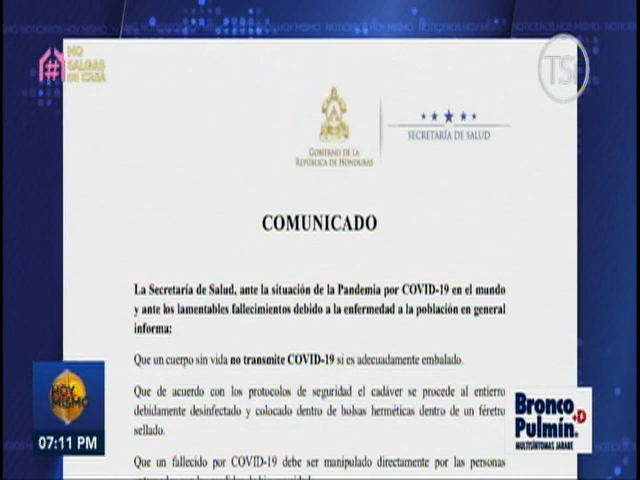 #
NO
SALGAS
DE CASA
TSi
GOBIERNO DE LA
REPÚBLICA DE HONDURAS
SECRETARÍA DE SALUD
COMUNICADO
La Secretaría de Salud, ante la situación de la Pandemia por COVID-19 en el mundo
y ante los lamentables fallecimientos debido a la enfermedad a la población en general
informa:
Que un cuerpo sin vida no transmite COVID-19 si es adecuadamente embalado.
Que de acuerdo con los protocolos de seguridad el cadáver se procede al entierro
debidamente desinfectado y colocado dentro de bolsas herméticas dentro de un féretro
sellado.
Que un fallecido por COVID-19 debe ser manipulado directamente por las personas
HOY
MISMO
07:11 PM
Bronco
Pulmin. +D
MULTISÍNTOMAS JARABE